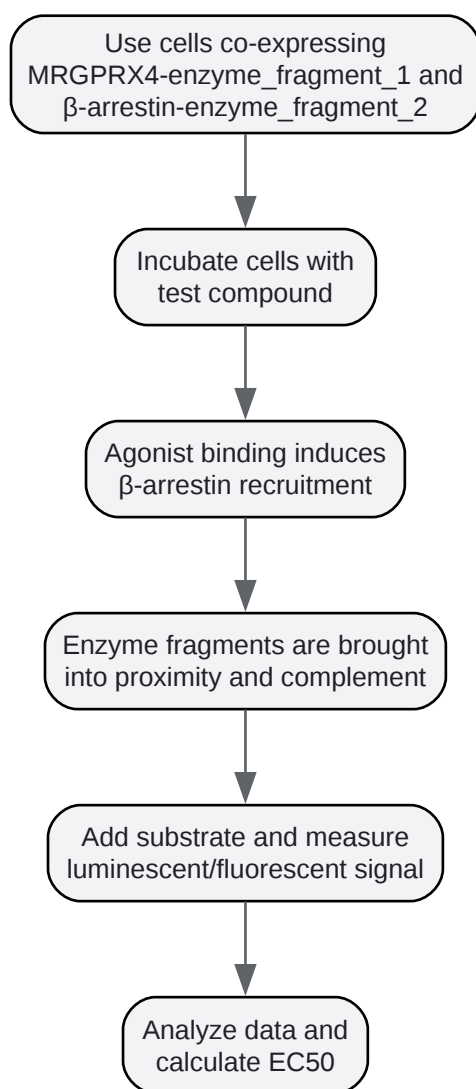 Use cells co-expressing
MRGPRX4-enzyme_fragment_1 and
β-arrestin-enzyme_fragment_2
Incubate cells with
test compound
Agonist binding induces
β-arrestin recruitment
Enzyme fragments are brought
into proximity and complement
Add substrate and measure
luminescent/fluorescent signal
Analyze data and
calculate EC50